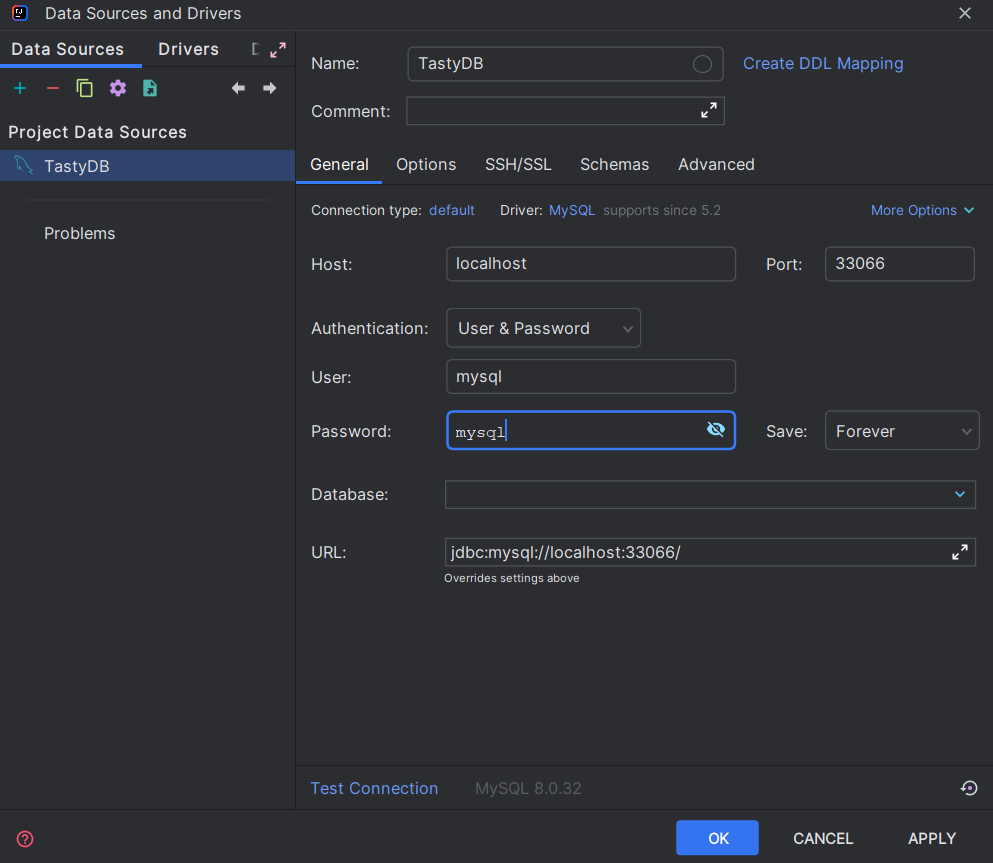 Data Sources and Drivers
Data Sources Drivers D
Project Data Sources
TastyDB
Problems
Name: TastyDB Create DDL Mapping
Comment:
General Options SSH/SSL Schemas Advanced
Connection type: default Driver: MySQL supports since 5.2 More Options
Host: localhost Port: 33066
Authentication: User & Password
User: mysql
Password: mysql Save: Forever
Database:
URL: jdbc:mysql://localhost:33066/
Overrides settings above
Test Connection MySQL 8.0.32
? OK CANCEL APPLY